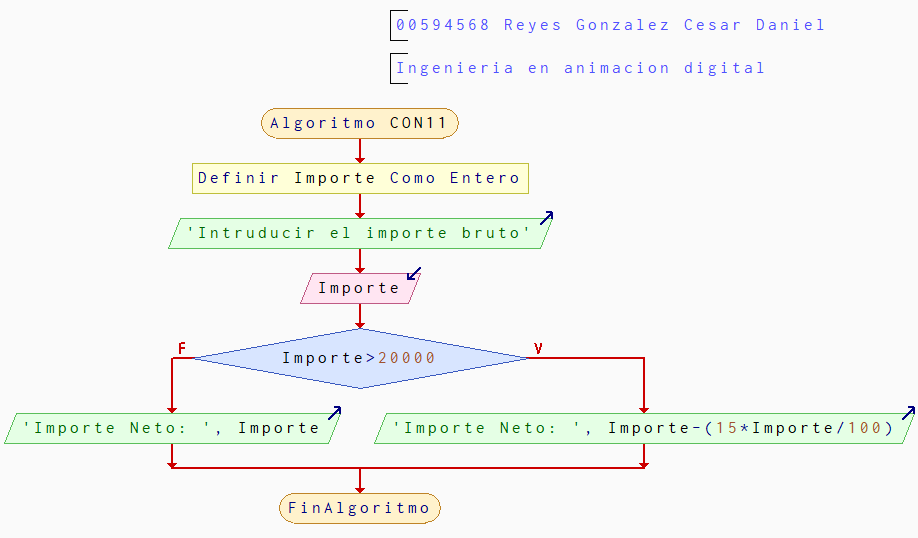 00594568 Reyes Gonzalez Cesar Daniel
Ingenieria en animacion digital
Algoritmo CON11
Definir Importe Como Entero
'Intruducir el importe bruto'
Importe
Importe>20000
F
V
'Importe Neto: ', Importe
'Importe Neto: ', Importe-(15*Importe/100)
FinAlgoritmo